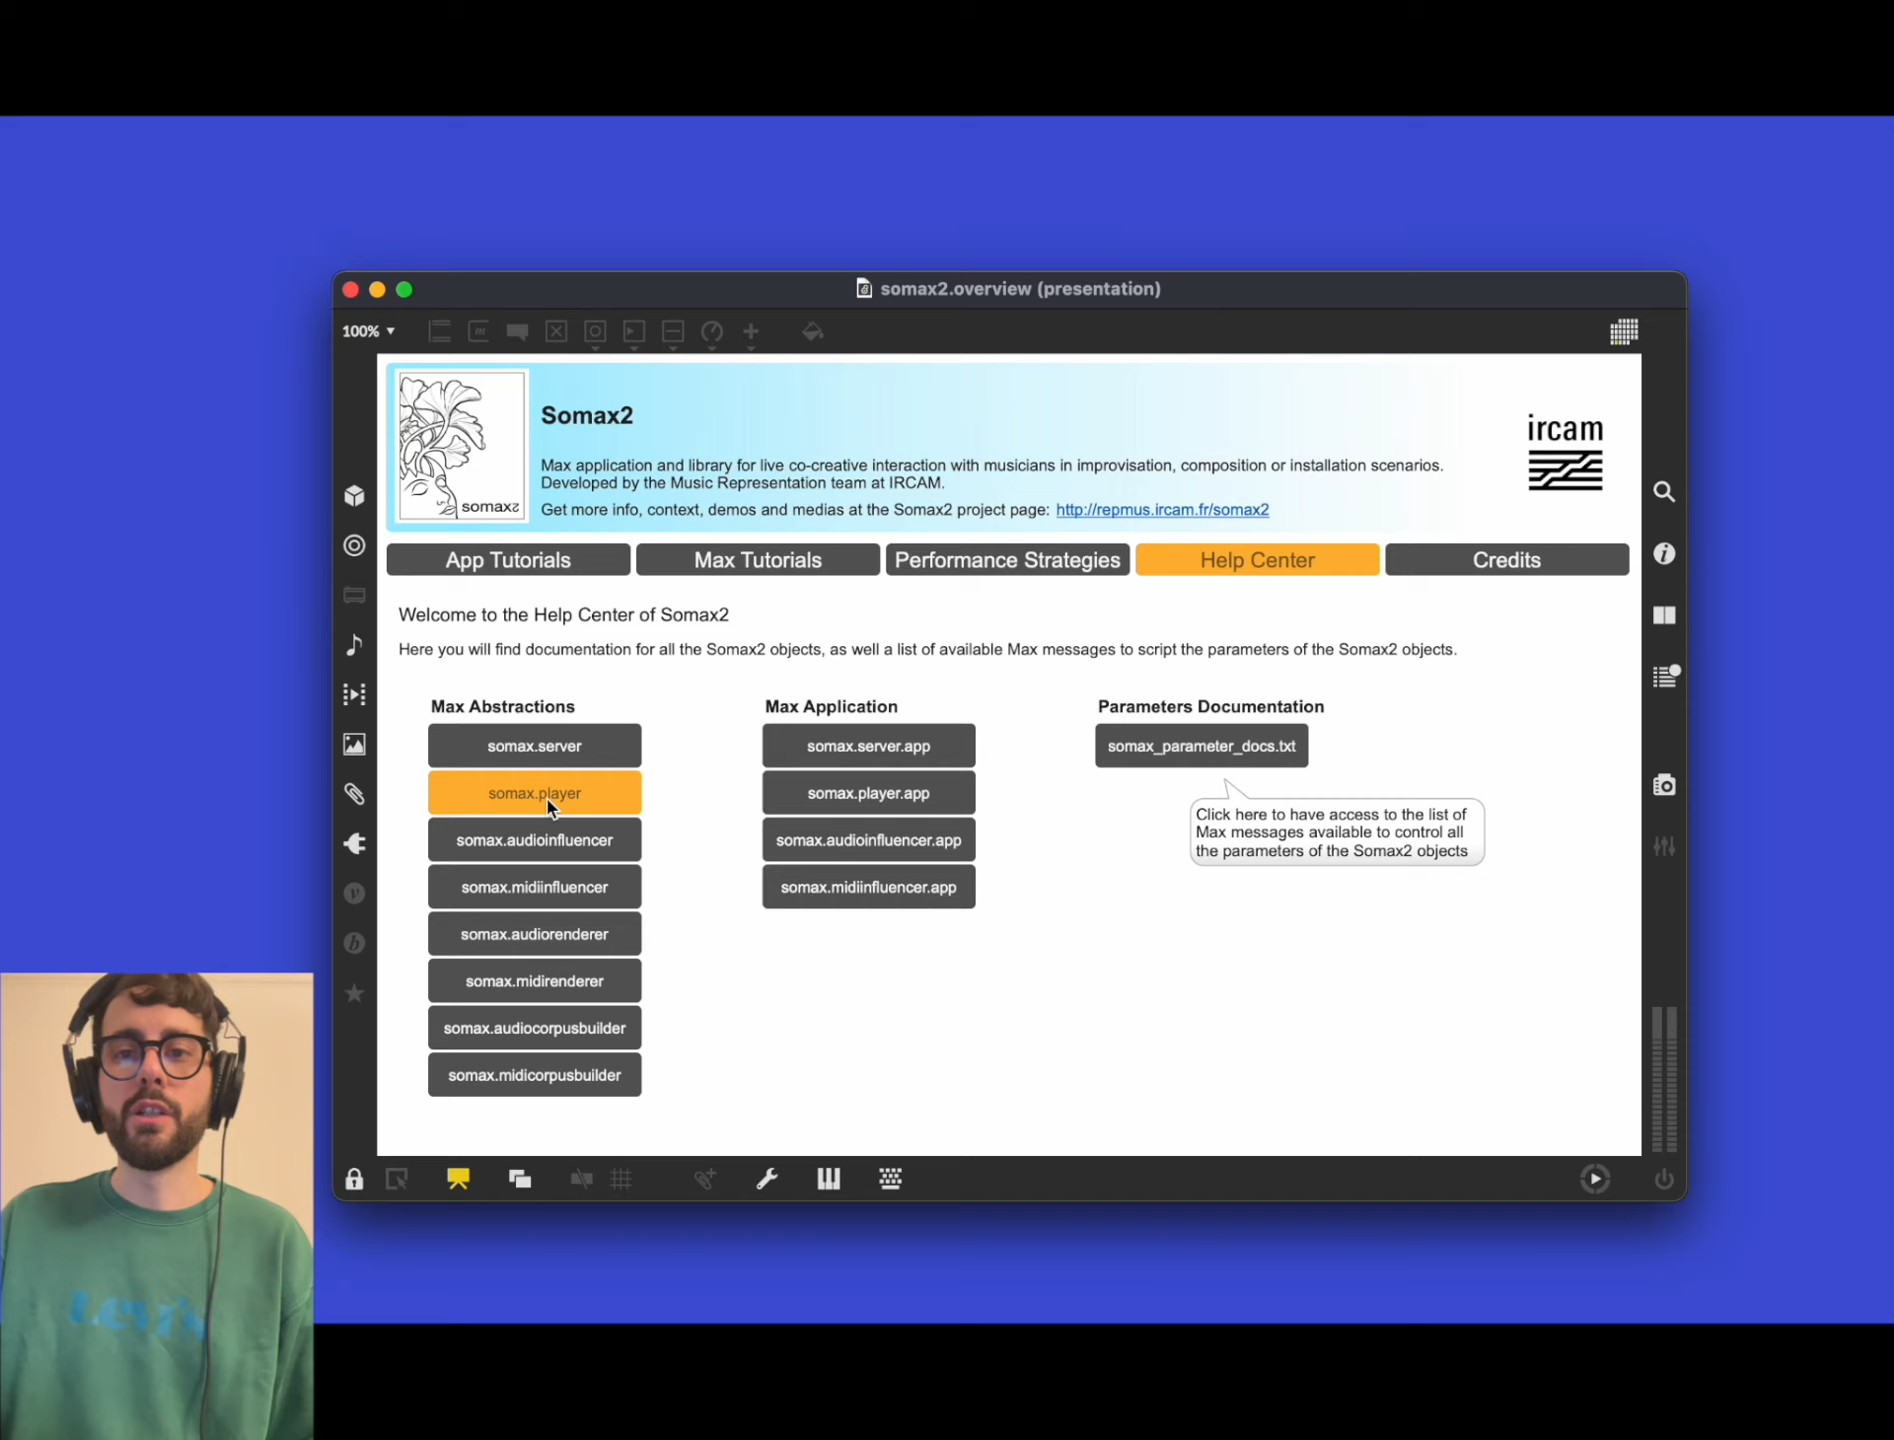 somax2.overview (presentation)
100%
Somax2
Max application and library for live co-creative interaction with musicians in improvisation, composition or installation scenarios.
Developed by the Music Representation team at IRCAM.
Get more info, context, demos and medias at the Somax2 project page: http://repmus.ircam.fr/somax2
somax2
ircam
App Tutorials
Max Tutorials
Performance Strategies
Help Center
Credits
Welcome to the Help Center of Somax2
Here you will find documentation for all the Somax2 objects, as well a list of available Max messages to script the parameters of the Somax2 objects.
Max Abstractions
somax.server
somax.player
somax.audioinfluencer
somax.midiinfluencer
somax.audiorenderer
somax.midirenderer
somax.audiocorpusbuilder
somax.midicorpusbuilder
Max Application
somax.server.app
somax.player.app
somax.audioinfluencer.app
somax.midiinfluencer.app
Parameters Documentation
somax_parameter_docs.txt
Click here to have access to the list of
Max messages available to control all
the parameters of the Somax2 objects